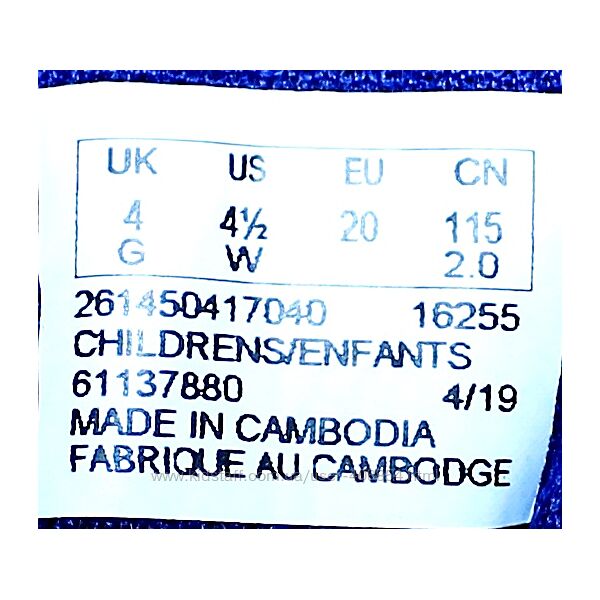 UK US EU CN
4 4½ 20 115
G W 2.0
261450417040 16255
CHILDRENS/ENFANTS
61137880 4/19
MADE IN CAMBODIA
FABRIQUE AU CAMBODGE